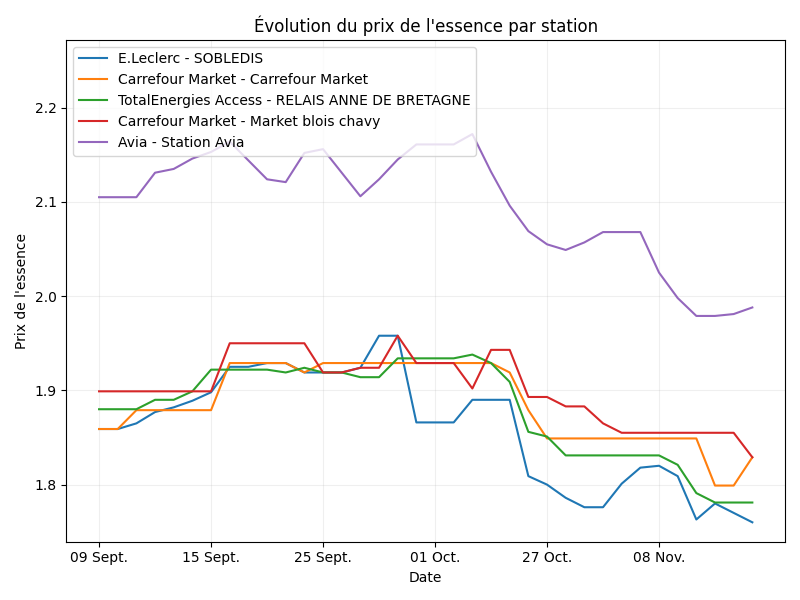 Évolution du prix de l'essence par station
E.Leclerc - SOBLEDIS
Carrefour Market - Carrefour Market
TotalEnergies Access - RELAIS ANNE DE BRETAGNE
Carrefour Market - Market blois chavy
Avia - Station Avia
Prix de l'essence
2.2
2.1
2.0
1.9
1.8
09 Sept.
15 Sept.
25 Sept.
01 Oct.
27 Oct.
08 Nov.
Date